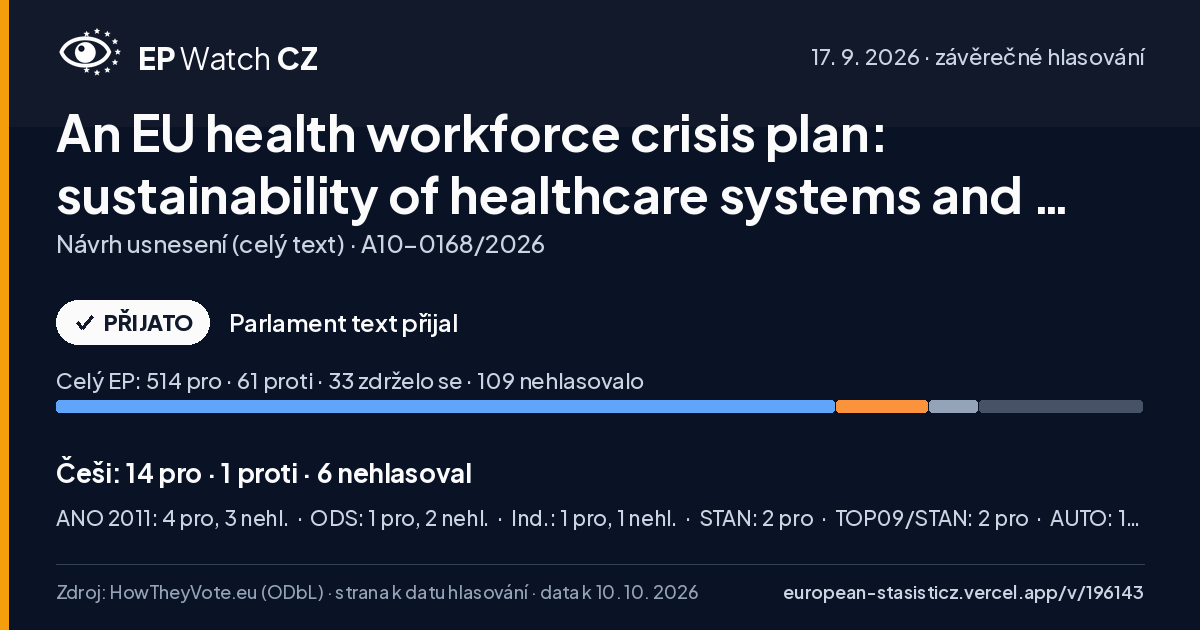 EP Watch CZ
17. 9. 2026 · závěrečné hlasování
An EU health workforce crisis plan:
sustainability of healthcare systems and …
Návrh usnesení (celý text) · A10-0168/2026
✓ PŘIJATO Parlament text přijal
Celý EP: 514 pro · 61 proti · 33 zdrželo se · 109 nehlasovalo
Češi: 14 pro · 1 proti · 6 nehlasoval
ANO 2011: 4 pro, 3 nehl. · ODS: 1 pro, 2 nehl. · Ind.: 1 pro, 1 nehl. · STAN: 2 pro · TOP09/STAN: 2 pro · AUTO: 1…
Zdroj: HowTheyVote.eu (ODbL) · strana k datu hlasování · data k 10. 10. 2026
european-stasisticz.vercel.app/v/196143